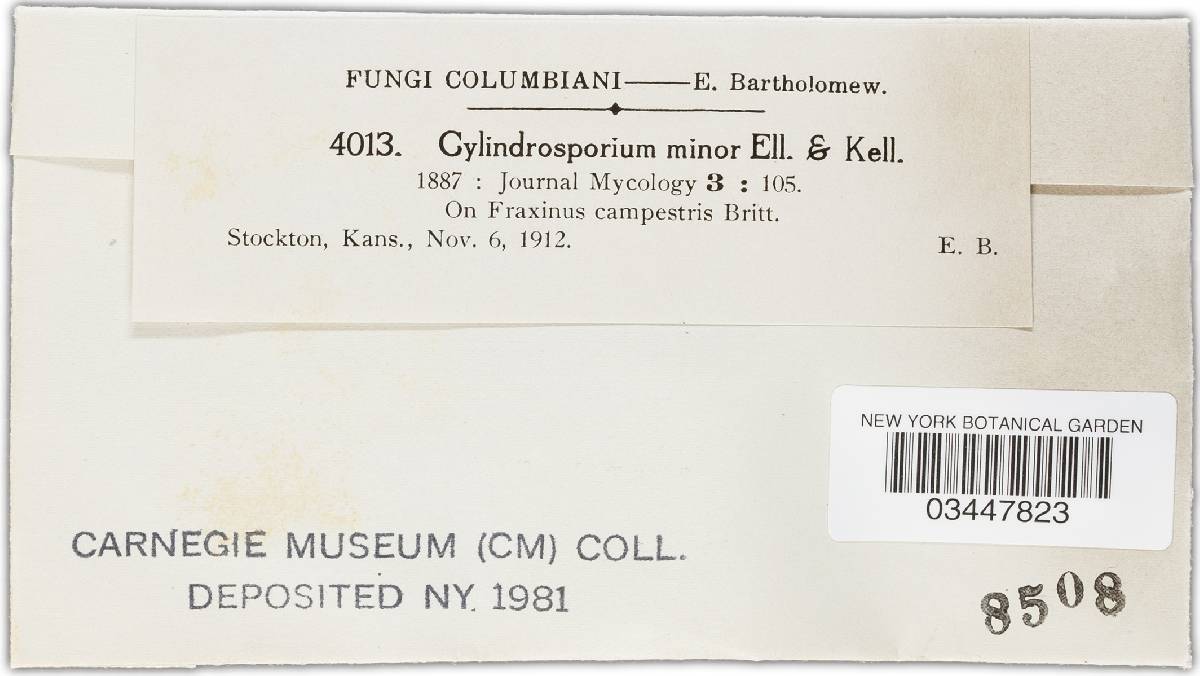 FUNGI COLUMBIANI——E. Bartholomew.
4013. Cylindrosporium minor Ell. & Kell.
1887 : Journal Mycology 3 : 105.
On Fraxinus campestris Britt.
Stockton, Kans., Nov. 6, 1912. E. B.
NEW YORK BOTANICAL GARDEN
03447823
CARNEGIE MUSEUM (CM) COLL.
DEPOSITED NY. 1981
8508